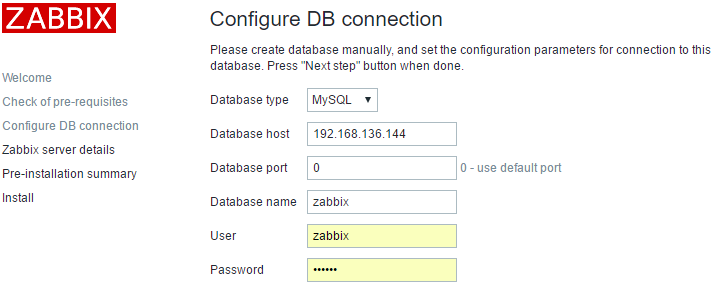 ZABBIX
Configure DB connection
Please create database manually, and set the configuration parameters for connection to this
database. Press "Next step" button when done.
Welcome
Check of pre-requisites
Configure DB connection
Zabbix server details
Pre-installation summary
Install
Database type MySQL
Database host 192.168.136.144
Database port 0 0 - use default port
Database name zabbix
User zabbix
Password ••••••